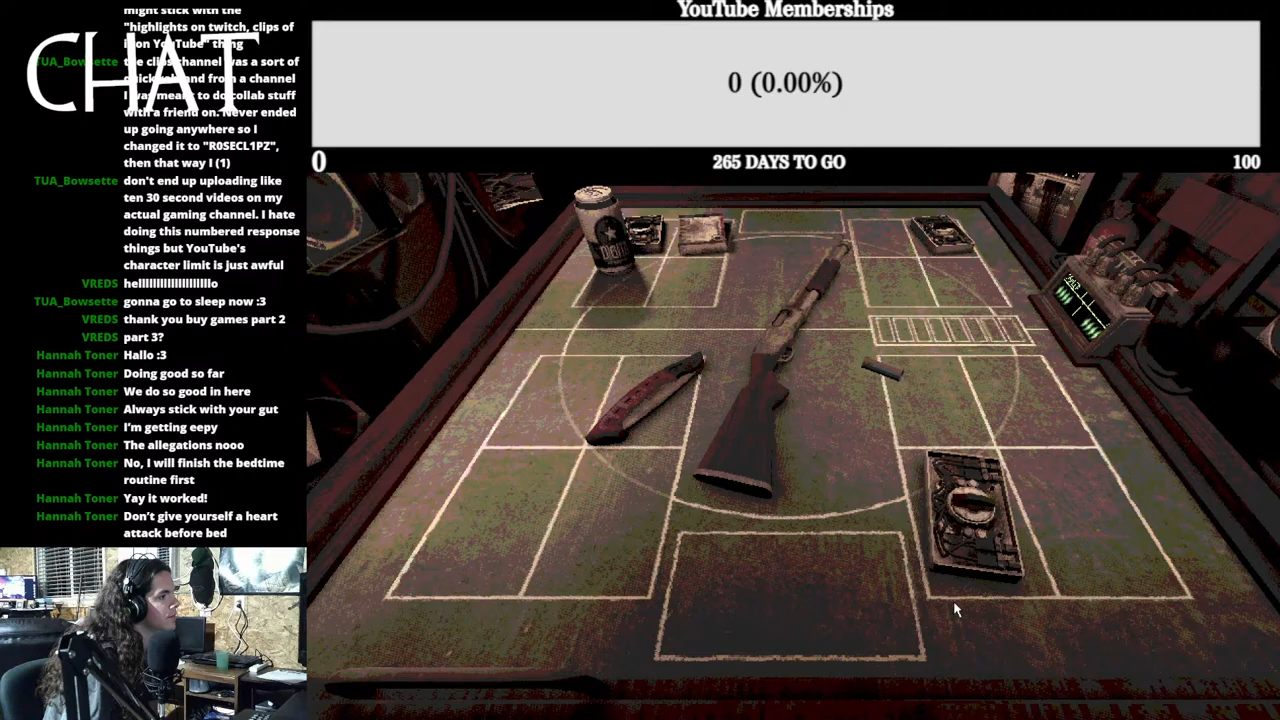 YouTube Memberships
0 (0.00%)
0
265 DAYS TO GO
100
CHAT
might stick with the
"highlights on twitch, clips of
on YouTube" thing
TUA_Bowsette the clips channel was a sort of
and from a channel
I was meant to do collab stuff
with a friend on. Never ended
up going anywhere so I
changed it to "R0SECL1PZ",
then that way I (1)
TUA_Bowsette don't end up uploading like
ten 30 second videos on my
actual gaming channel. I hate
doing this numbered response
things but YouTube's
character limit is just awful
VREDS helllllllllllllllllllo
TUA_Bowsette gonna go to sleep now :3
VREDS thank you buy games part 2
VREDS part 3?
Hannah Toner Hallo :3
Hannah Toner Doing good so far
Hannah Toner We do so good in here
Hannah Toner Always stick with your gut
Hannah Toner I'm getting eepy
Hannah Toner The allegations nooo
Hannah Toner No, I will finish the bedtime
routine first
Hannah Toner Yay it worked!
Hannah Toner Don't give yourself a heart
attack before bed